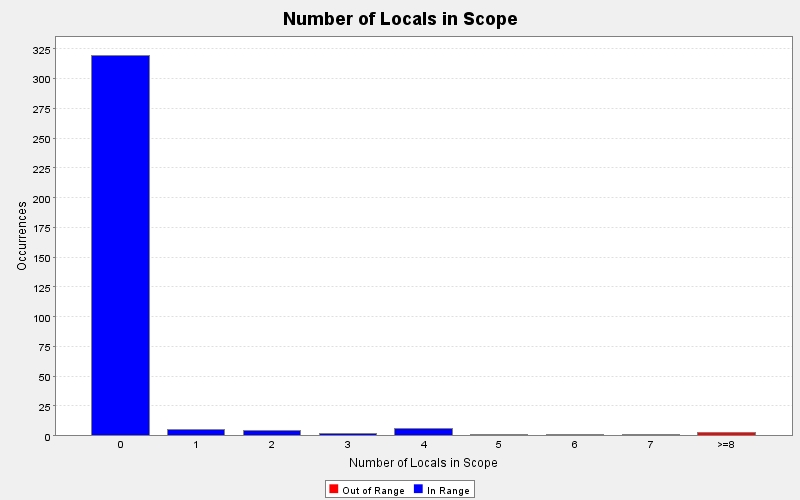 Number of Locals in Scope
Occurrences
325
300
275
250
225
200
175
150
125
100
75
50
25
0
0 1 2 3 4 5 6 7 >=8
Number of Locals in Scope
Out of Range In Range